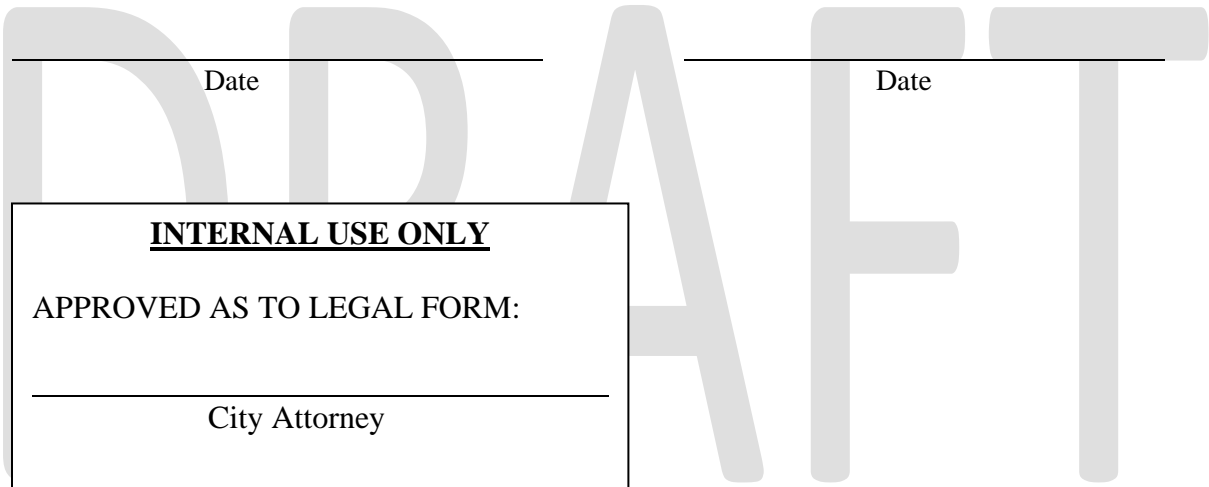 Date Date
INTERNAL USE ONLY
APPROVED AS TO LEGAL FORM:
City Attorney
DRAFT